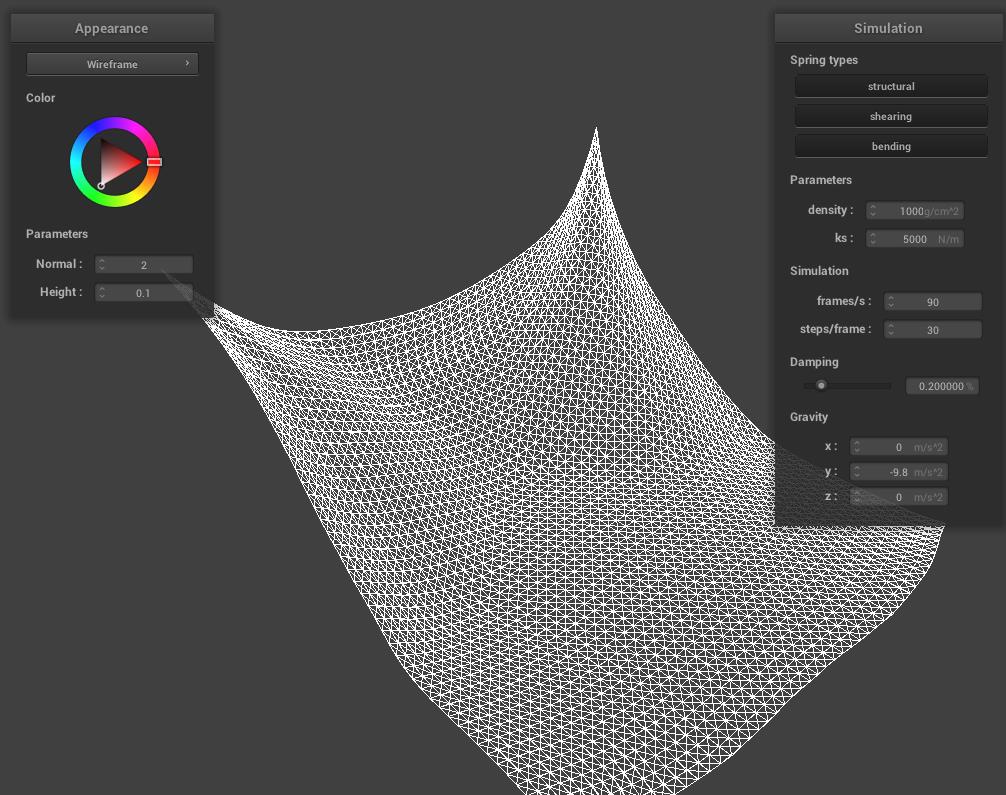 Appearance
Wireframe
Color
Parameters
Normal : 2
Height : 0.1
Simulation
Spring types
structural
shearing
bending
Parameters
density : 1000 g/cm^2
ks : 5000 N/m
Simulation
frames/s : 90
steps/frame : 30
Damping
0.200000 %
Gravity
x : 0 m/s^2
y : -9.8 m/s^2
z : 0 m/s^2